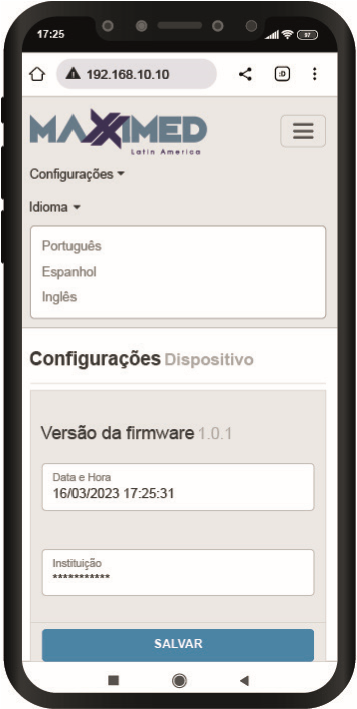 17:25
97
192.168.10.10
:D
MAXXIMED
Latin America
Configurações
Idioma
Português
Espanhol
Inglês
Configurações Dispositivo
Versão da firmware 1.0.1
Data e Hora
16/03/2023 17:25:31
Instituição
***********
SALVAR